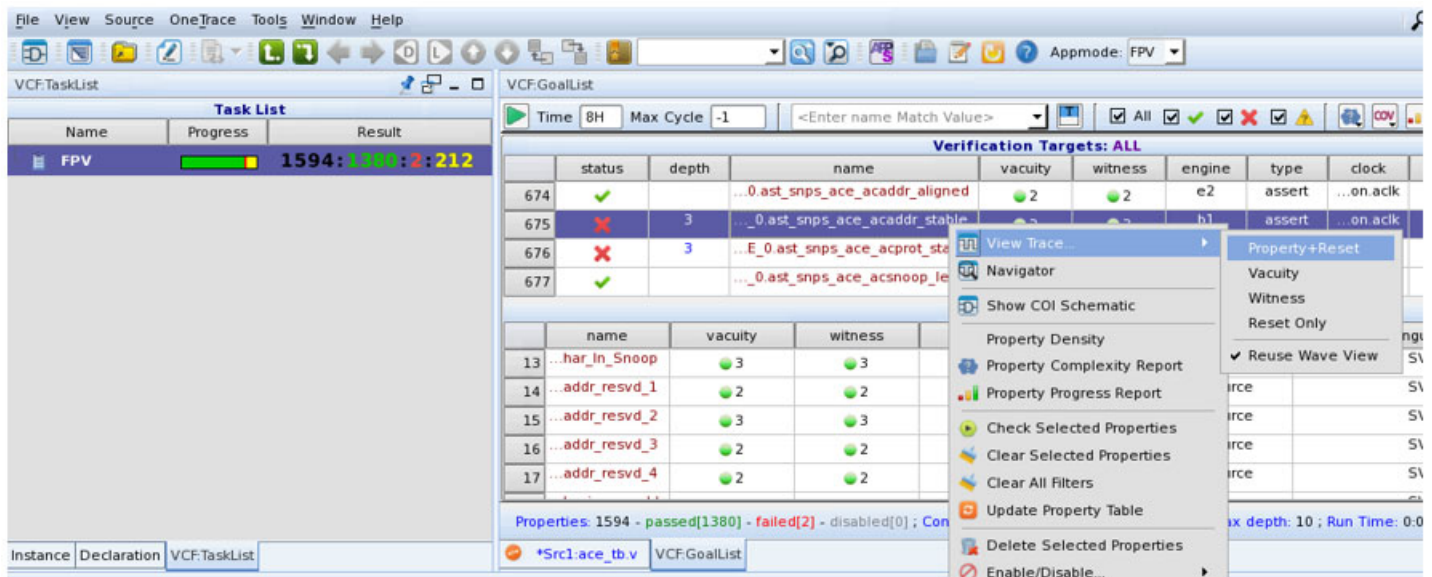 File View Source OneTrace Tools Window Help
Appmode: FPV
VCF:TaskList
Task List
Name Progress Result
FPV 1594:1380:2:212
VCF:GoalList
Time 8H Max Cycle -1 <Enter name Match Value> All COV
Verification Targets: ALL
status depth name vacuity witness engine type clock
674 ...0.ast_snps_ace_acaddr_aligned 2 2 e2 assert ...on.aclk
675 3 ..._0.ast_snps_ace_acaddr_stable b1 assert ...on.aclk
676 3 ...E_0.ast_snps_ace_acprot_sta
677 ..._0.ast_snps_ace_acsnoop_le
name vacuity witness
13 ...har_In_Snoop 3 3
14 ...addr_resvd_1 2 2
15 ...addr_resvd_2 3 3
16 ...addr_resvd_3 2 2
17 ...addr_resvd_4 2 2
View Trace...
Navigator
Show COI Schematic
Property Density
Property Complexity Report
Property Progress Report
Check Selected Properties
Clear Selected Properties
Clear All Filters
Update Property Table
Delete Selected Properties
Enable/Disable...
Property+Reset
Vacuity
Witness
Reset Only
Reuse Wave View
Properties: 1594 - passed[1380] - failed[2] - disabled[0] ; Con
x depth: 10 ; Run Time: 0:0
Instance Declaration VCF:TaskList
*Src1:ace_tb.v VCF:GoalList